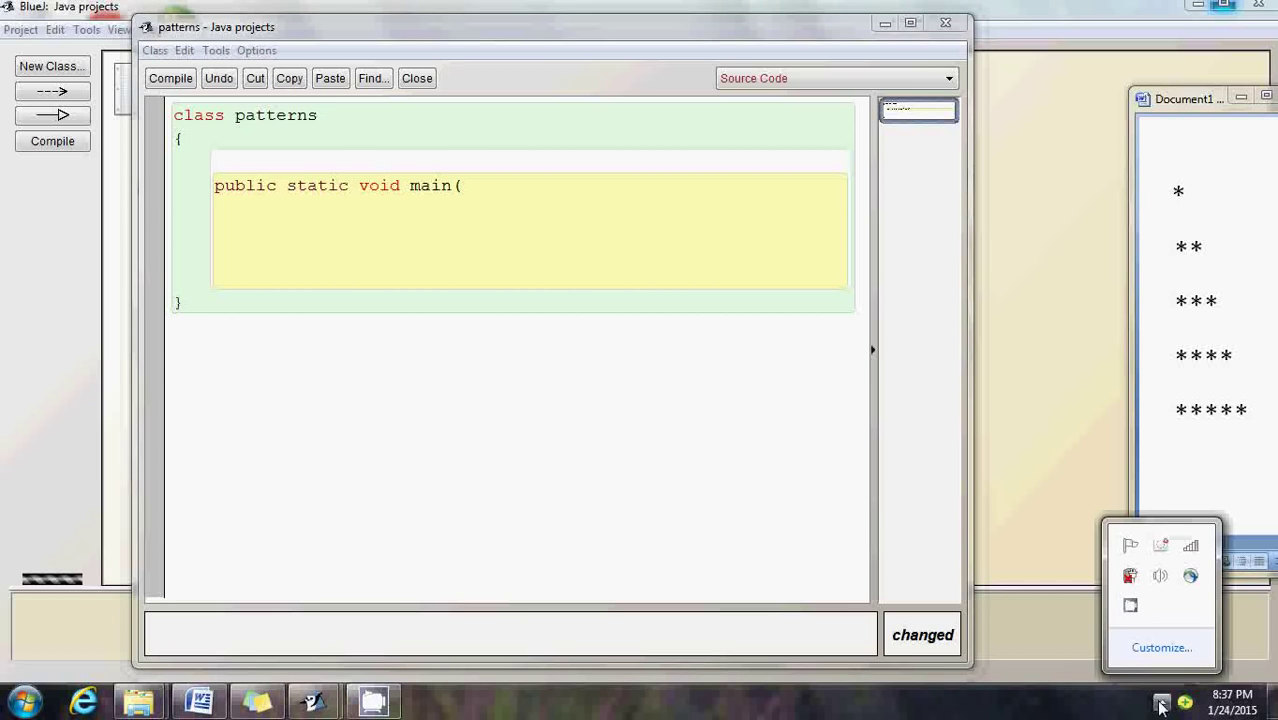 BlueJ: Java projects
Project Edit Tools View
New Class...
Compile
patterns - Java projects
Class Edit Tools Options
Compile Undo Cut Copy Paste Find... Close
Source Code
class patterns
{
public static void main(
}
changed
Document1 ...
*
**
***
****
*****
Customize...
8:37 PM
1/24/2015